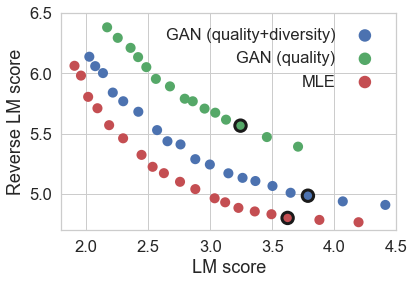 6.5
6.0
5.5
5.0
Reverse LM score
GAN (quality+diversity)
GAN (quality)
MLE
2.0 2.5 3.0 3.5 4.0 4.5
LM score